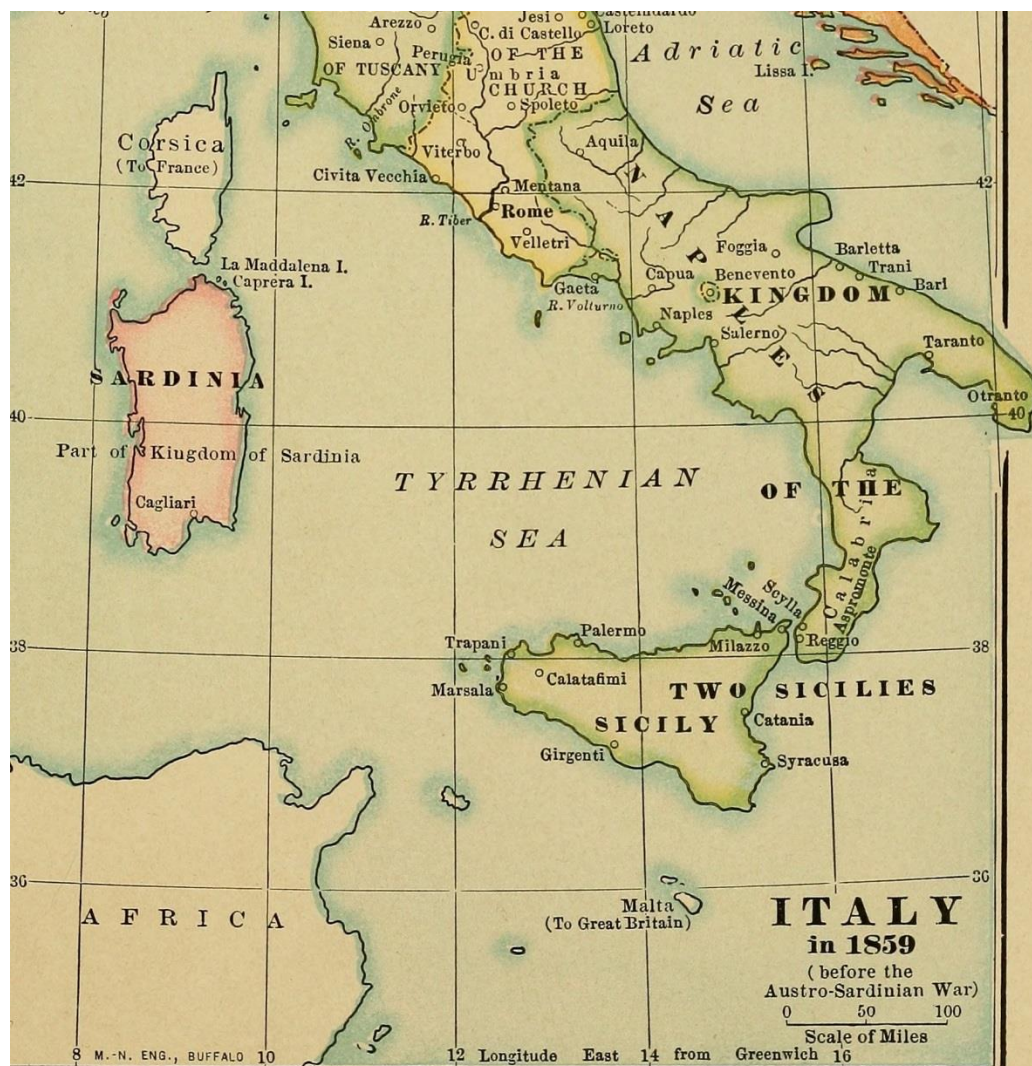 Castelfidardo
Arezzo
Jesi
Loreto
C. di Castello
Siena
Perugia
OF THE
Adriatic
Sea
OF TUSCANY
Umbria
CHURCH
Lissa I.
Orvieto
Spoleto
R. Ombrone
Corsica
(To France)
Viterbo
Aquila
Civita Vecchia
42
42
Mentana
R. Tiber
Rome
Velletri
NAPLES
Foggia
Barletta
La Maddalena I.
Caprera I.
Trani
Capua
Benevento
Gaeta
R. Volturno
KINGDOM
Bari
Naples
Salerno
Taranto
SARDINIA
Otranto
40
40
Part of Kingdom of Sardinia
TYRRHENIAN
SEA
OF THE
Cagliari
Calabria
Aspromonte
Scylla
Messina
Trapani
Palermo
Milazzo
Reggio
38
38
Marsala
Calatafimi
TWO SICILIES
SICILY
Catania
Girgenti
Syracusa
36
36
AFRICA
Malta
(To Great Britain)
ITALY
in 1859
(before the
Austro-Sardinian War)
0 50 100
Scale of Miles
8 M.-N. ENG., BUFFALO 10 12 Longitude East 14 from Greenwich 16